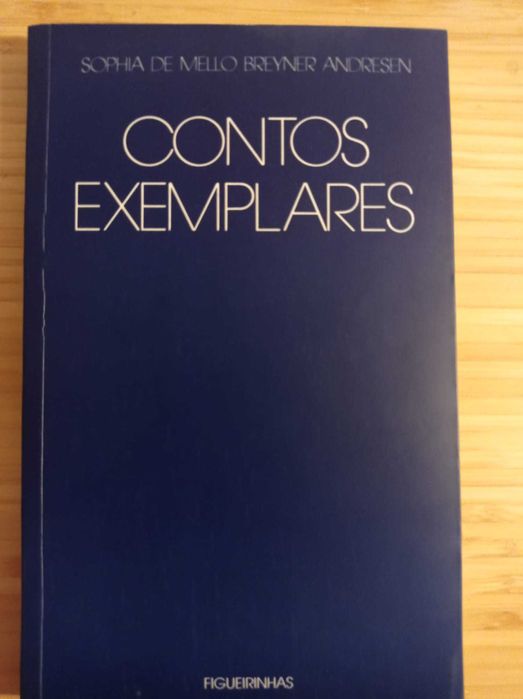 SOPHIA DE MELLO BREYNER ANDRESEN
CONTOS
EXEMPLARES
FIGUEIRINHAS